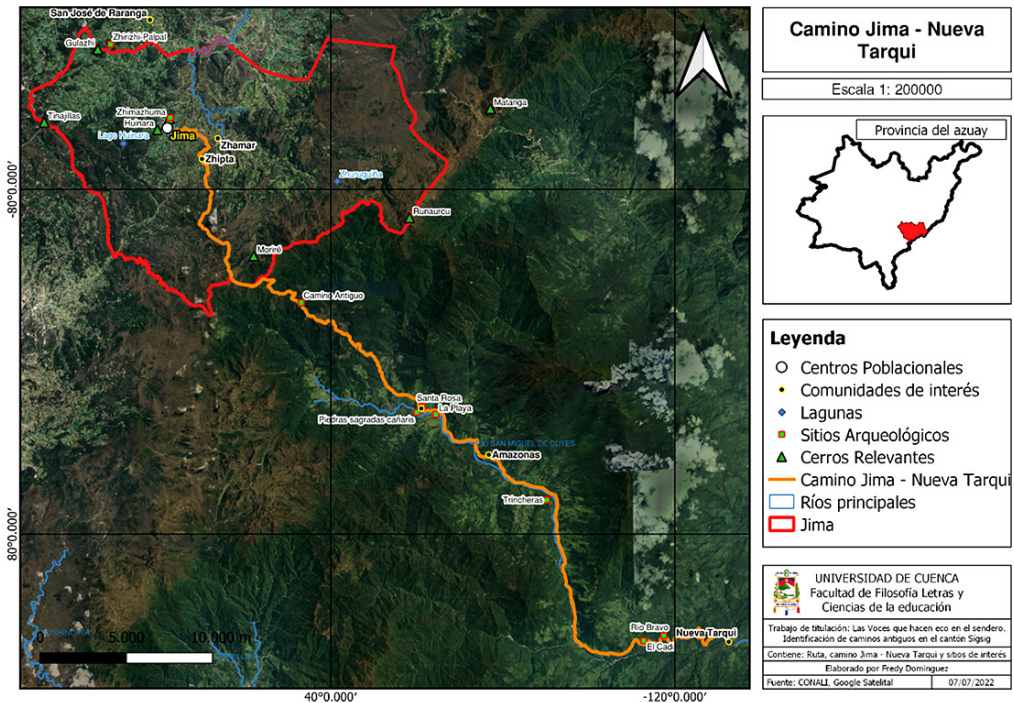 San José de Raranga
Zhirizhi-Palpal
Gulazhi
Matanga
Tinajillas
Zhimazhuma
Huinara
Lago Huinara
Jima
Zhamar
Zhipta
Zhuruguiña
Runaurcu
Moriré
Camino Antiguo
Santa Rosa
La Playa
Piedras sagradas cañaris
O SAN MIGUEL DE CUYES
Amazonas
Trincheras
Rio Bravo
El Cadi
Nueva Tarqui
0 5.000 10.000 m
-80°0.000'
80°0.000'
40°0.000'
-120°0.000'
Camino Jima - Nueva
Tarqui
Escala 1: 200000
Provincia del azuay
Leyenda
Centros Poblacionales
Comunidades de interés
Lagunas
Sitios Arqueológicos
Cerros Relevantes
Camino Jima - Nueva Tarqui
Ríos principales
Jima
UNIVERSIDAD DE CUENCA
Facultad de Filosofía Letras y
Ciencias de la educación
Trabajo de titulación: Las Voces que hacen eco en el sendero.
Identificación de caminos antiguos en el cantón Sigsig
Contiene: Ruta, camino Jima - Nueva Tarqui y sitios de interés
Elaborado por Fredy Dominguez
Fuente: CONALI, Google Satelital
07/07/2022